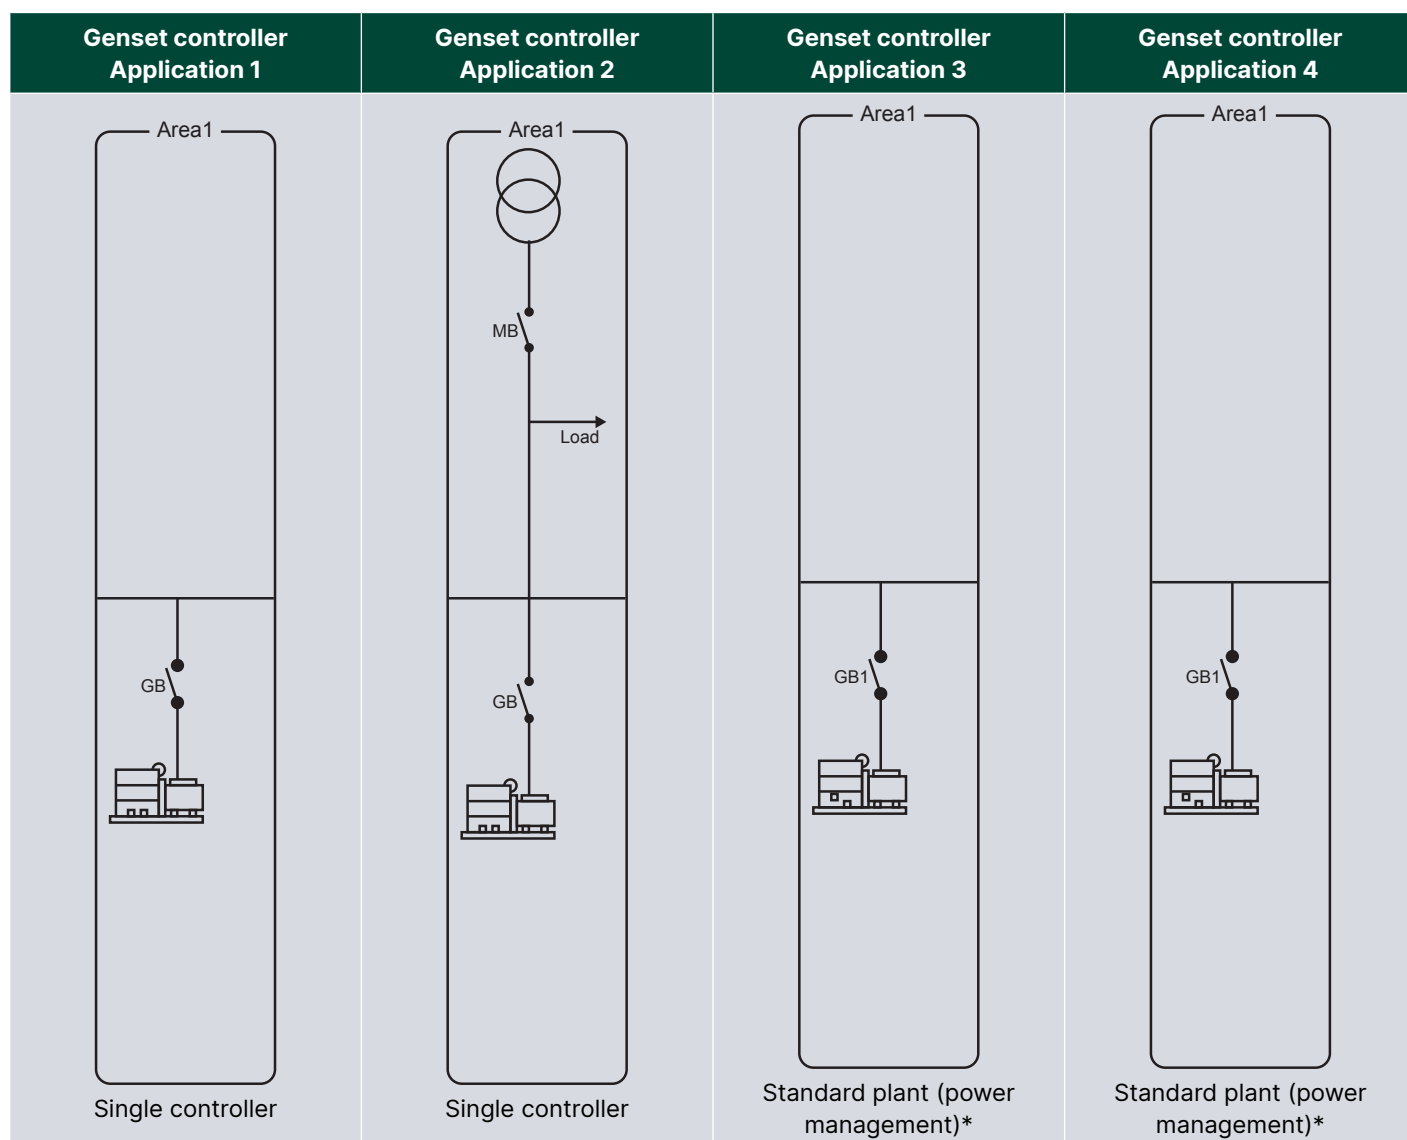 Genset controller
Application 1
Genset controller
Application 2
Genset controller
Application 3
Genset controller
Application 4
Area1
GB
Single controller
Area1
MB
Load
GB
Single controller
Area1
GB1
Standard plant (power
management)*
Area1
GB1
Standard plant (power
management)*